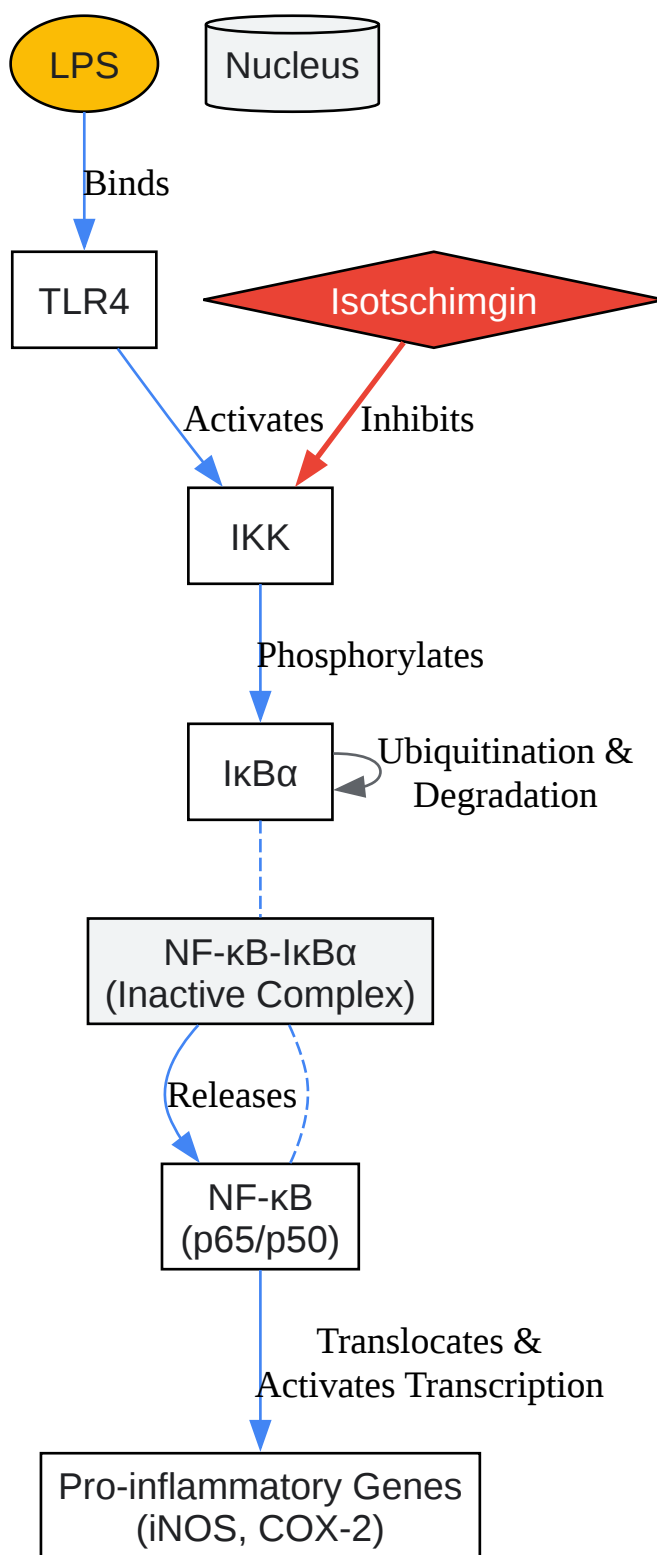 LPS
Nucleus
Binds
TLR4
Isotschimgin
Activates
Inhibits
IKK
Phosphorylates
IκBα
Ubiquitination &
Degradation
NF-κB-IκBα
(Inactive Complex)
Releases
NF-κB
(p65/p50)
Translocates &
Activates Transcription
Pro-inflammatory Genes
(iNOS, COX-2)